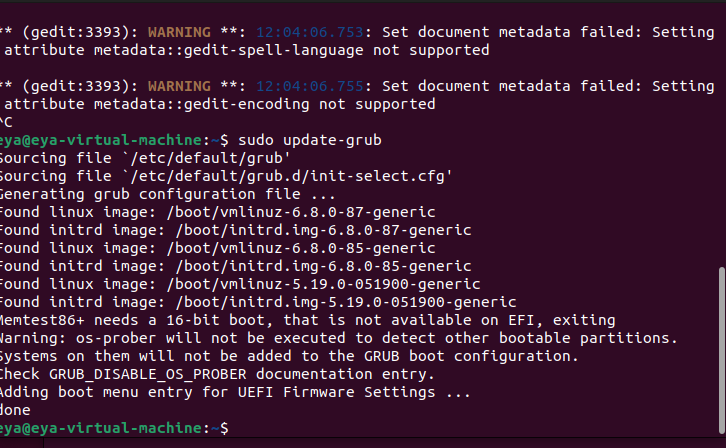 ** (gedit:3393): WARNING **: 12:04:06.753: Set document metadata failed: Setting
attribute metadata::gedit-spell-language not supported
** (gedit:3393): WARNING **: 12:04:06.755: Set document metadata failed: Setting
attribute metadata::gedit-encoding not supported
^C
eya@eya-virtual-machine:~$ sudo update-grub
Sourcing file `/etc/default/grub'
Sourcing file `/etc/default/grub.d/init-select.cfg'
Generating grub configuration file ...
Found linux image: /boot/vmlinuz-6.8.0-87-generic
Found initrd image: /boot/initrd.img-6.8.0-87-generic
Found linux image: /boot/vmlinuz-6.8.0-85-generic
Found initrd image: /boot/initrd.img-6.8.0-85-generic
Found linux image: /boot/vmlinuz-5.19.0-051900-generic
Found initrd image: /boot/initrd.img-5.19.0-051900-generic
Memtest86+ needs a 16-bit boot, that is not available on EFI, exiting
Warning: os-prober will not be executed to detect other bootable partitions.
Systems on them will not be added to the GRUB boot configuration.
Check GRUB_DISABLE_OS_PROBER documentation entry.
Adding boot menu entry for UEFI Firmware Settings ...
done
eya@eya-virtual-machine:~$